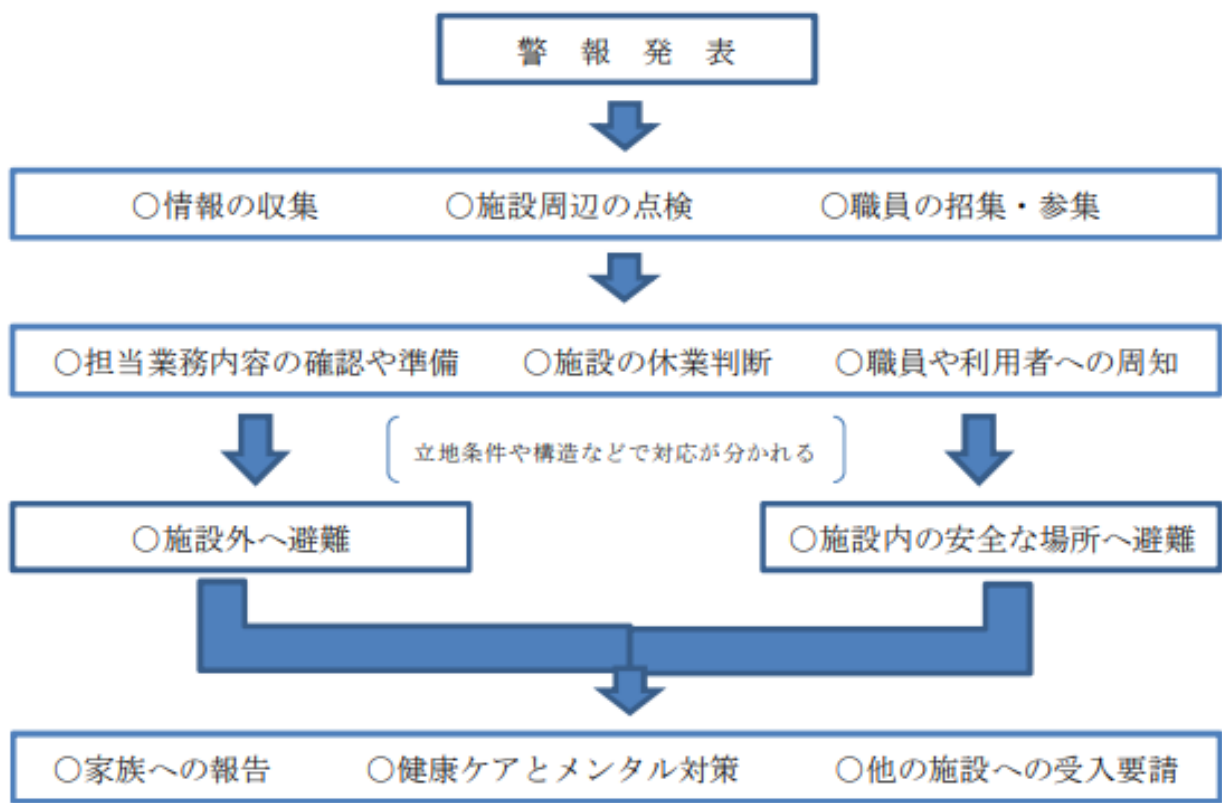 警 報 発 表
○情報の収集 ○施設周辺の点検 ○職員の招集・参集
○担当業務内容の確認や準備 ○施設の休業判断 ○職員や利用者への周知
立地条件や構造などで対応が分かれる
○施設外へ避難 ○施設内の安全な場所へ避難
○家族への報告 ○健康ケアとメンタル対策 ○他の施設への受入要請